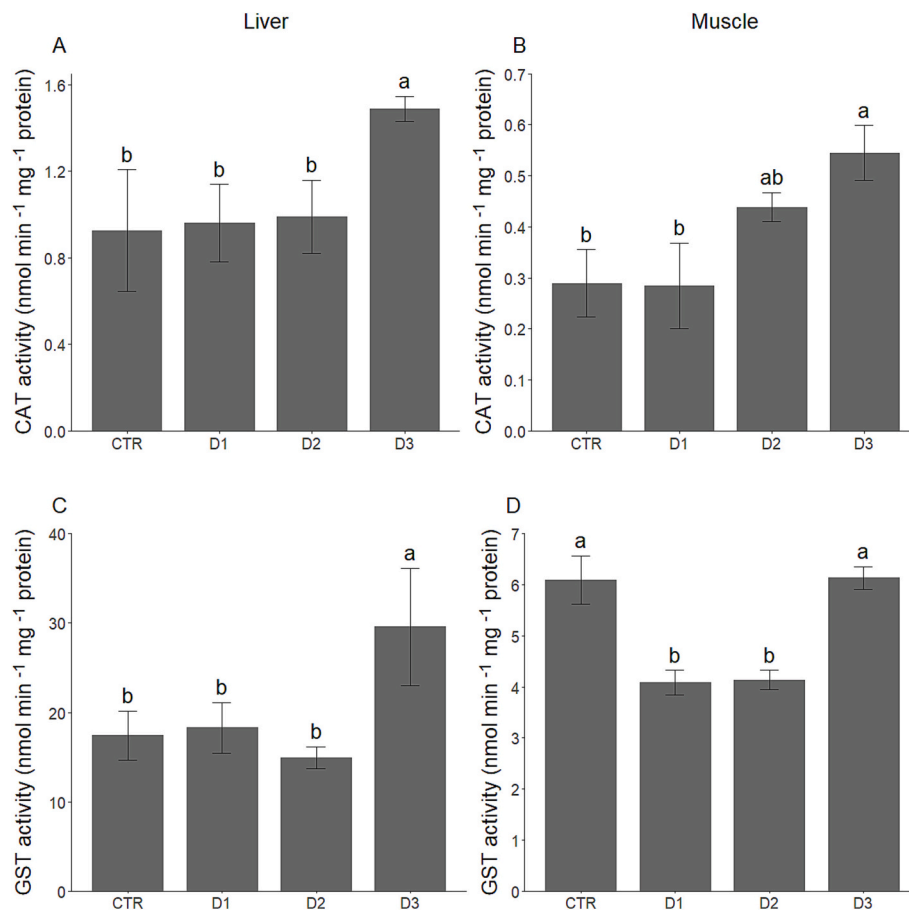 Liver
Muscle
A
CAT activity (nmol min -1 mg -1 protein)
1.6
1.2
0.8
0.4
0.0
b
b
b
a
CTR D1 D2 D3
B
CAT activity (nmol min -1 mg -1 protein)
0.7
0.6
0.5
0.4
0.3
0.2
0.1
0.0
b
b
ab
a
CTR D1 D2 D3
C
GST activity (nmol min -1 mg -1 protein)
40
30
20
10
0
b
b
b
a
CTR D1 D2 D3
D
GST activity (nmol min -1 mg -1 protein)
7
6
5
4
3
2
1
0
a
b
b
a
CTR D1 D2 D3